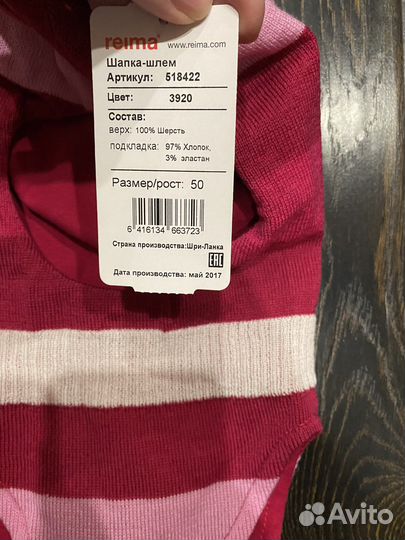 reima® www.reima.com
Шапка-шлем
Артикул: 518422
Цвет: 3920
Состав:
верх: 100% Шерсть
подкладка: 97% Хлопок,
3% эластан
Размер/рост: 50
6 416134 663723
Страна производства:Шри-Ланка
EAC
Дата производства: май 2017
Avito